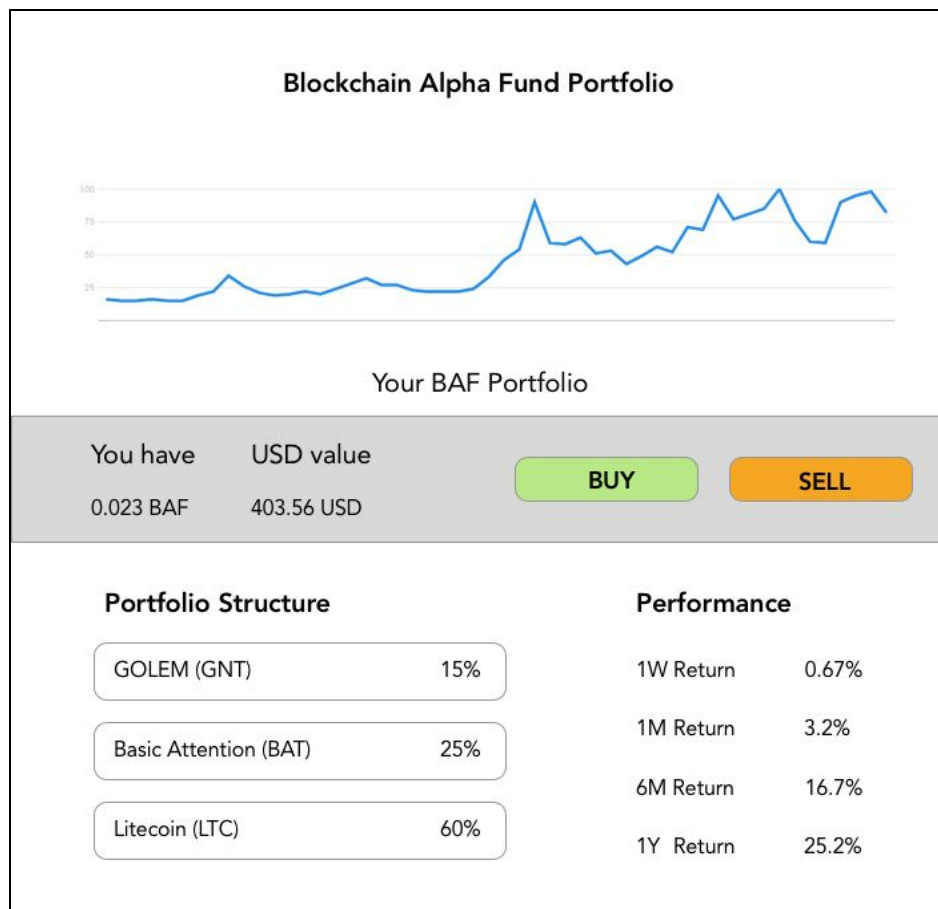 Blockchain Alpha Fund Portfolio
100
75
50
25
Your BAF Portfolio
You have USD value
0.023 BAF 403.56 USD
BUY SELL
Portfolio Structure
GOLEM (GNT) 15%
Basic Attention (BAT) 25%
Litecoin (LTC) 60%
Performance
1W Return 0.67%
1M Return 3.2%
6M Return 16.7%
1Y Return 25.2%